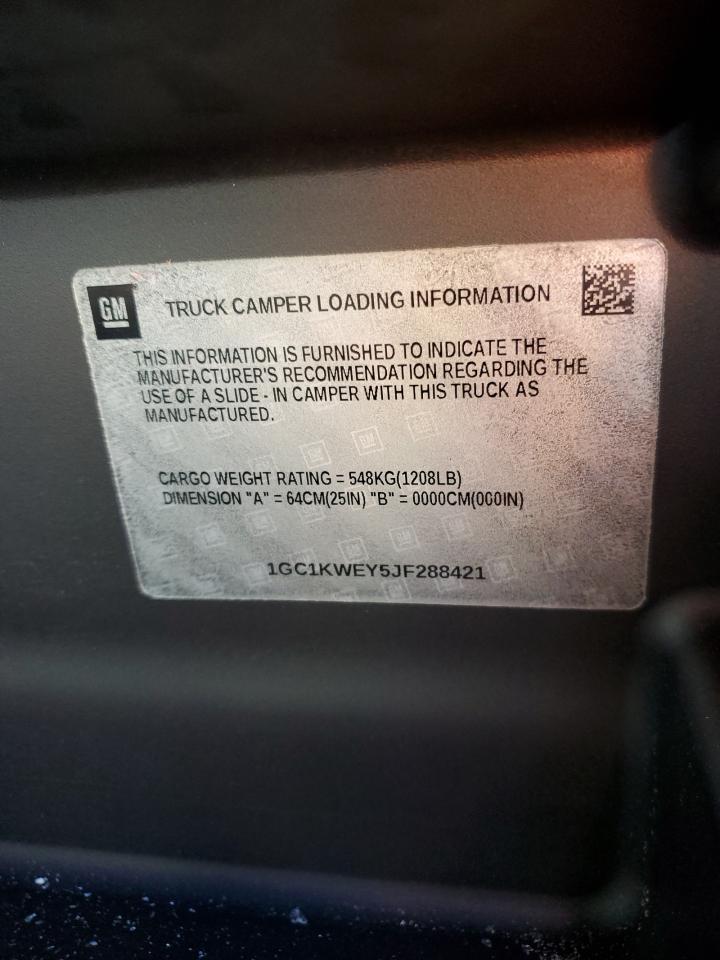 GM
TRUCK CAMPER LOADING INFORMATION
THIS INFORMATION IS FURNISHED TO INDICATE THE
MANUFACTURER'S RECOMMENDATION REGARDING THE
USE OF A SLIDE - IN CAMPER WITH THIS TRUCK AS
MANUFACTURED.
CARGO WEIGHT RATING = 548KG(1208LB)
DIMENSION "A" = 64CM(25IN) "B" = 0000CM(000IN)
1GC1KWEY5JF288421